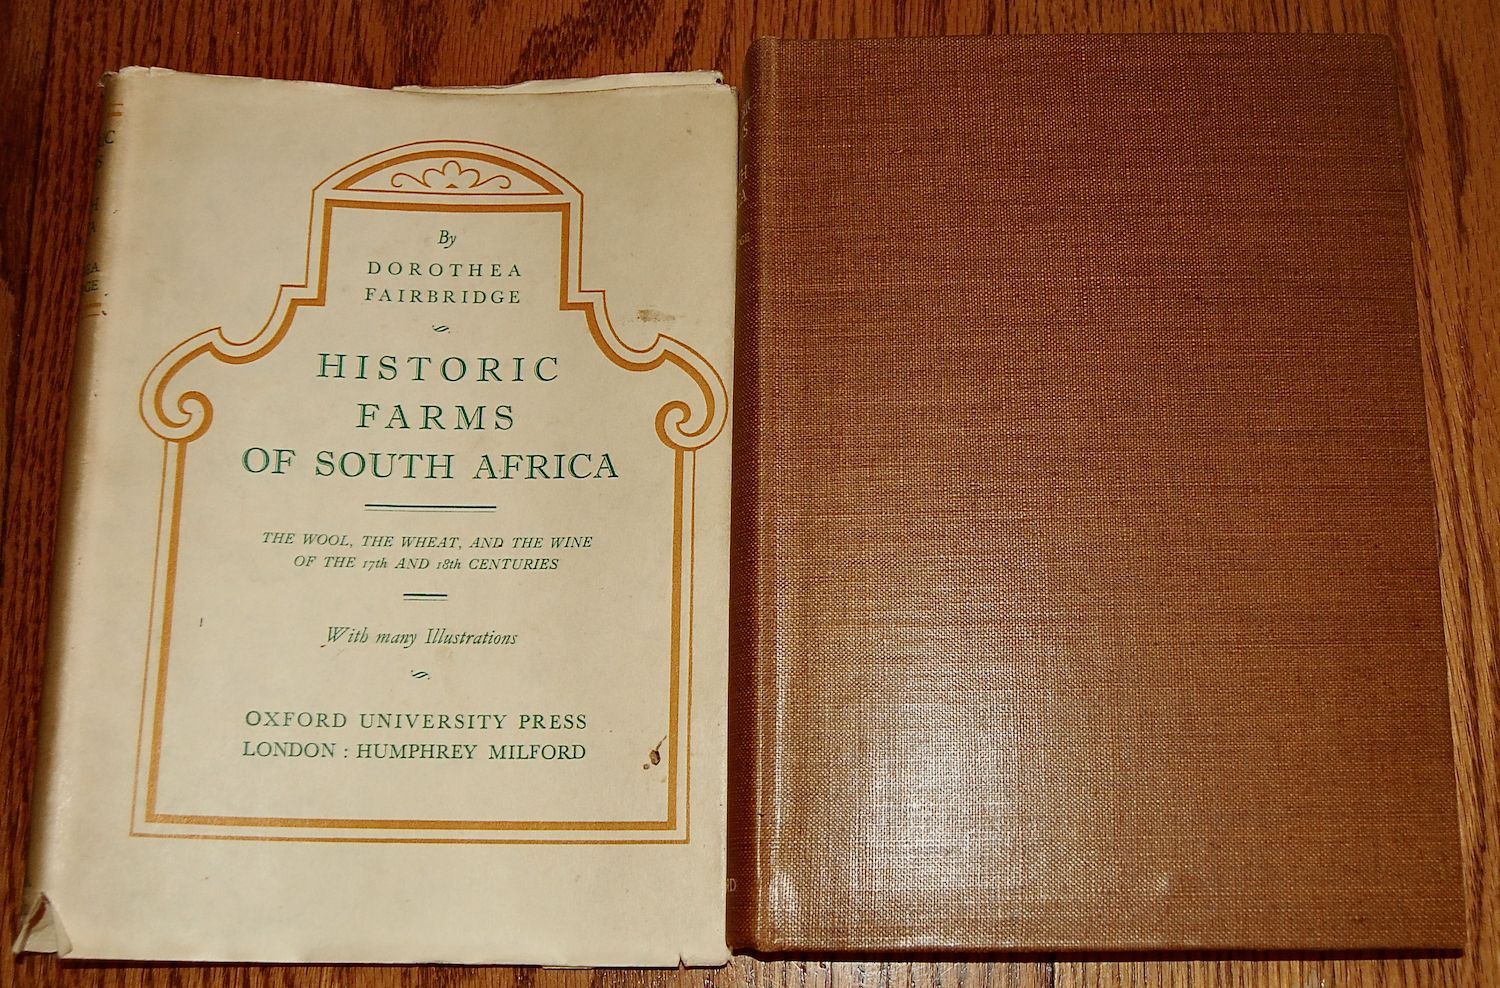 By
DOROTHEA
FAIRBRIDGE
HISTORIC
FARMS
OF SOUTH AFRICA
THE WOOL, THE WHEAT, AND THE WINE
OF THE 17th AND 18th CENTURIES
With many Illustrations
OXFORD UNIVERSITY PRESS
LONDON : HUMPHREY MILFORD